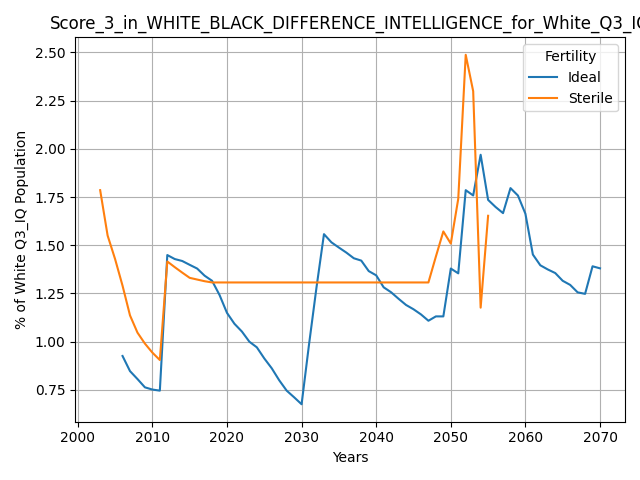 Score_3_in_WHITE_BLACK_DIFFERENCE_INTELLIGENCE_for_White_Q3_IQ
2.50
2.25
2.00
1.75
1.50
1.25
1.00
0.75
% of White Q3_IQ Population
Fertility
Ideal
Sterile
2000
2010
2020
2030
2040
2050
2060
2070
Years